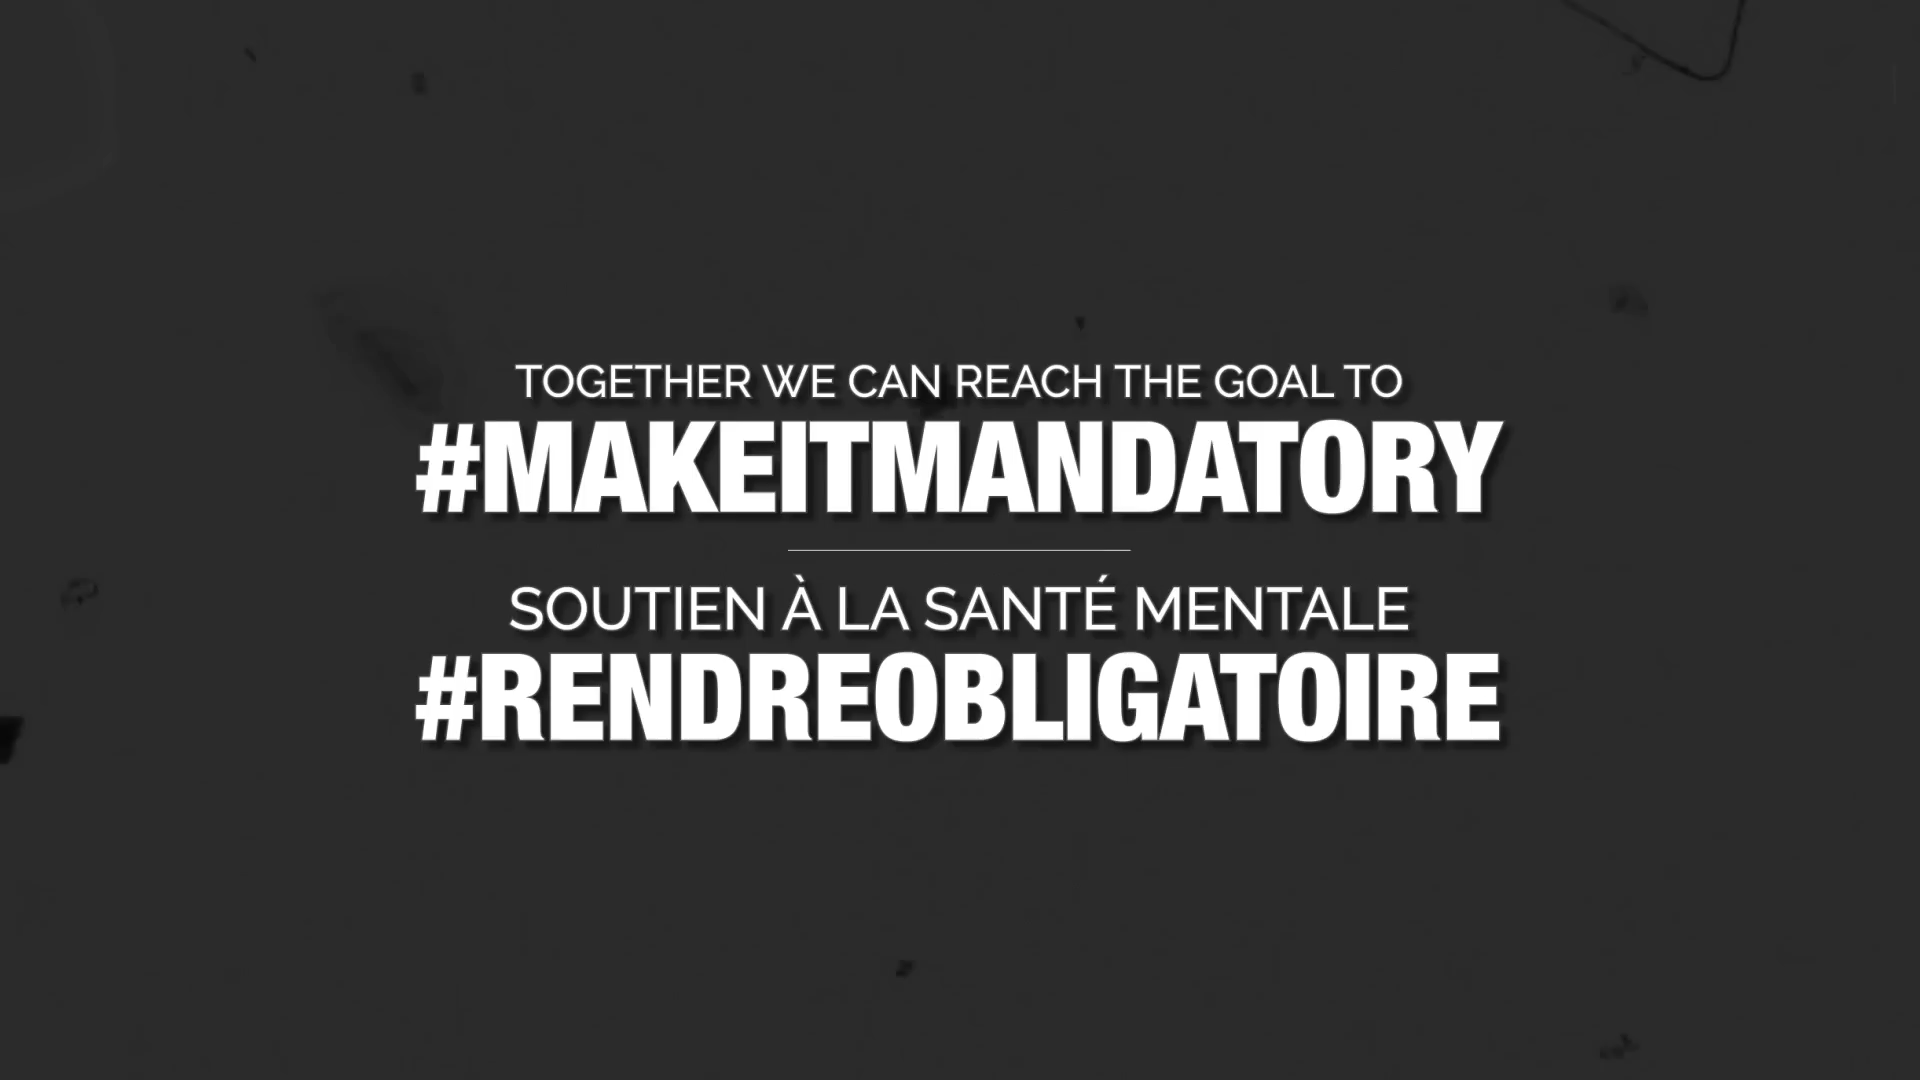 TOGETHER WE CAN REACH THE GOAL TO
#MAKEITMANDATORY
SOUTIEN À LA SANTÉ MENTALE
#RENDREOBLIGATOIRE